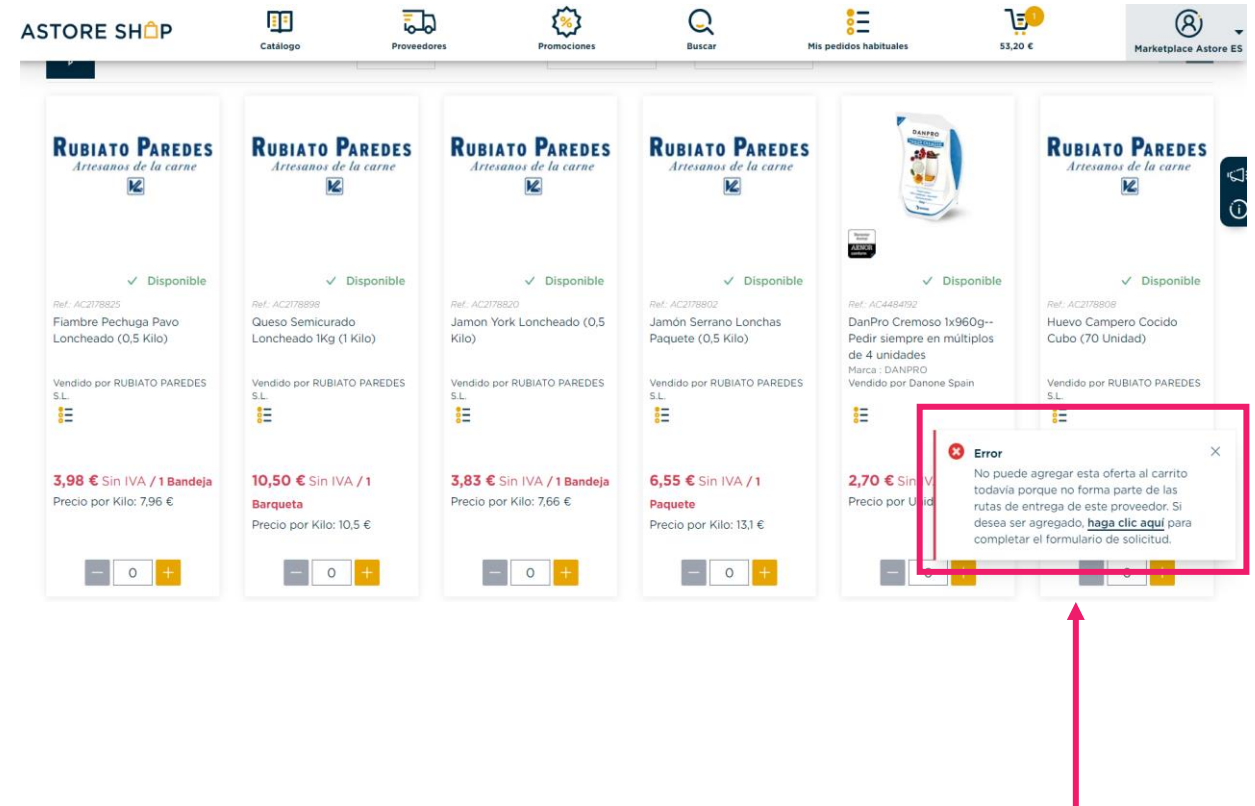 ASTORE SHOP
Catálogo
Proveedores
Promociones
Buscar
Mis pedidos habituales
1
53,20 €
Marketplace Astore ES
RUBIATO PAREDES
Artesanos de la carne
✓ Disponible
Ref.: AC2178825
Fiambre Pechuga Pavo
Loncheado (0,5 Kilo)
Vendido por RUBIATO PAREDES
S.L.
3,98 € Sin IVA / 1 Bandeja
Precio por Kilo: 7,96 €
0
RUBIATO PAREDES
Artesanos de la carne
✓ Disponible
Ref.: AC2178898
Queso Semicurado
Loncheado 1Kg (1 Kilo)
Vendido por RUBIATO PAREDES
S.L.
10,50 € Sin IVA / 1
Barqueta
Precio por Kilo: 10,5 €
0
RUBIATO PAREDES
Artesanos de la carne
✓ Disponible
Ref.: AC2178820
Jamon York Loncheado (0,5
Kilo)
Vendido por RUBIATO PAREDES
S.L.
3,83 € Sin IVA / 1 Bandeja
Precio por Kilo: 7,66 €
0
RUBIATO PAREDES
Artesanos de la carne
✓ Disponible
Ref.: AC2178802
Jamón Serrano Lonchas
Paquete (0,5 Kilo)
Vendido por RUBIATO PAREDES
S.L.
6,55 € Sin IVA / 1
Paquete
Precio por Kilo: 13,1 €
0
DANPRO
AENOR
✓ Disponible
Ref.: AC4484192
DanPro Cremoso 1x960g--
Pedir siempre en múltiplos
de 4 unidades
Marca : DANPRO
Vendido por Danone Spain
2,70 € Sin
Precio por
RUBIATO PAREDES
Artesanos de la carne
✓ Disponible
Ref.: AC2178808
Huevo Campero Cocido
Cubo (70 Unidad)
Vendido por RUBIATO PAREDES
S.L.
Error
No puede agregar esta oferta al carrito
todavía porque no forma parte de las
rutas de entrega de este proveedor. Si
desea ser agregado, haga clic aquí para
completar el formulario de solicitud.